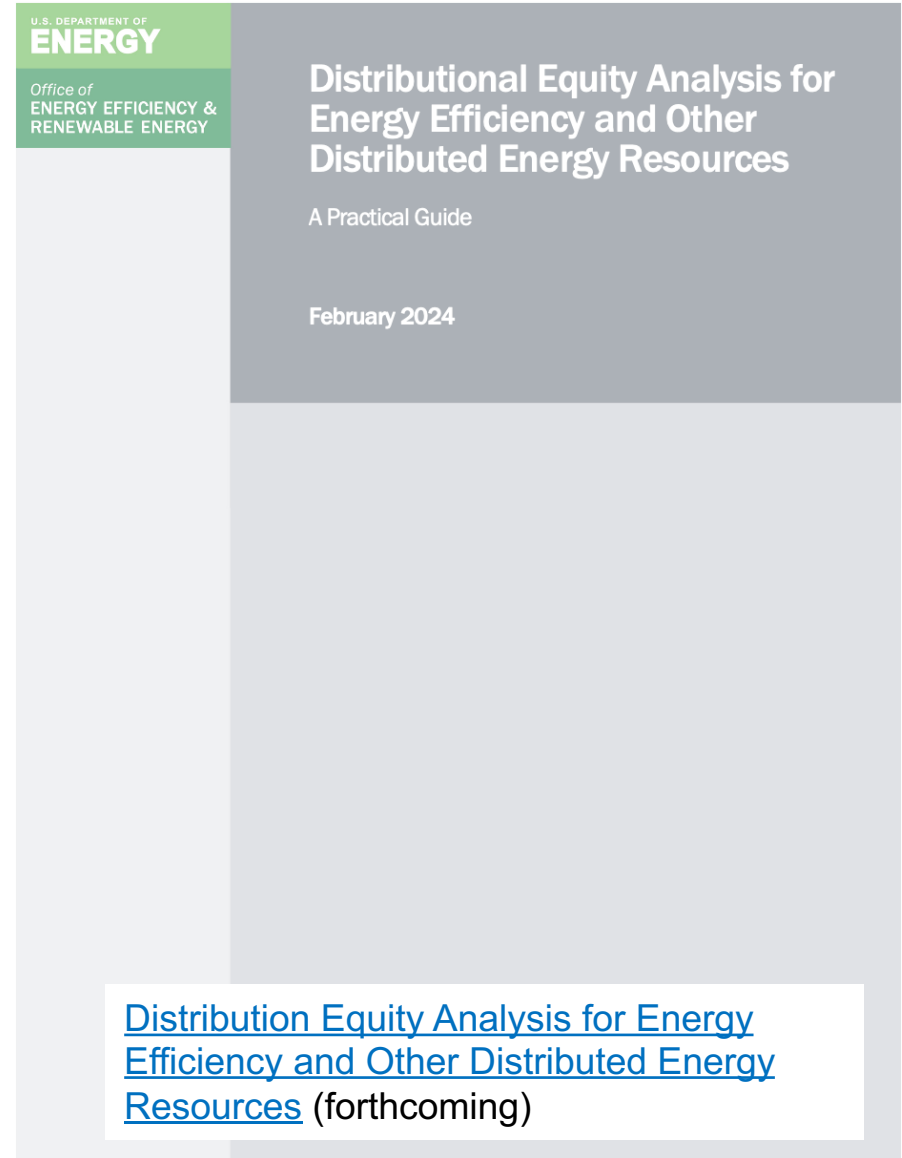 U.S. DEPARTMENT OF
ENERGY
Office of
ENERGY EFFICIENCY &
RENEWABLE ENERGY
Distributional Equity Analysis for
Energy Efficiency and Other
Distributed Energy Resources
A Practical Guide
February 2024
Distribution Equity Analysis for Energy
Efficiency and Other Distributed Energy
Resources (forthcoming)